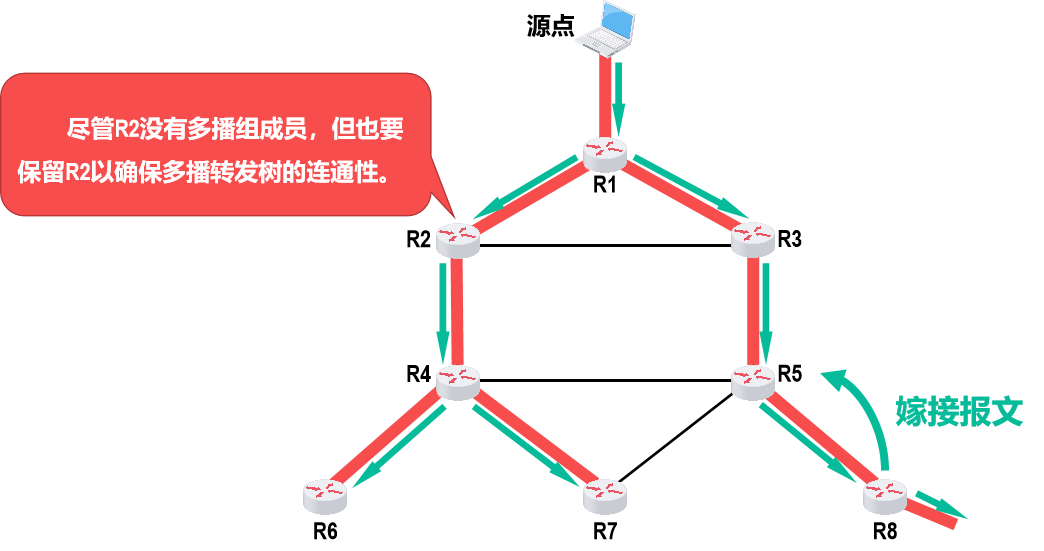 源点
尽管R2没有多播组成员，但也要
保留R2以确保多播转发树的连通性。
R1
R2
R3
R4
R5
嫁接报文
R6
R7
R8